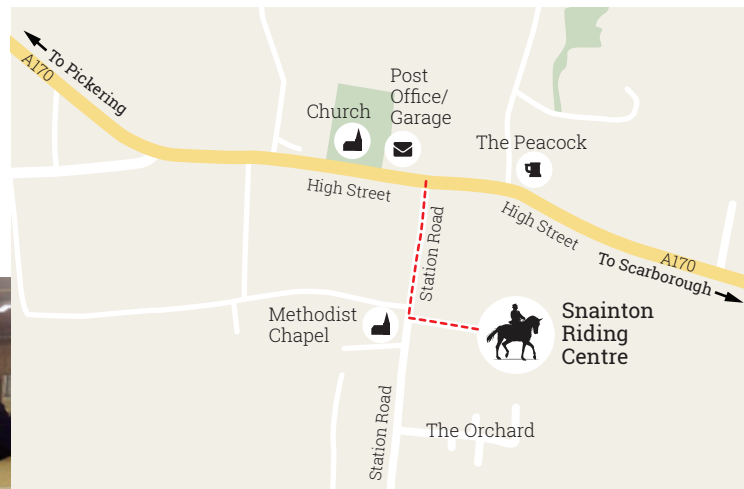 To Pickering
A170
Post
Office/
Garage
Church
The Peacock
High Street
High Street
Station Road
A170
To Scarborough
Methodist
Chapel
Snainton
Riding
Centre
Station Road
The Orchard